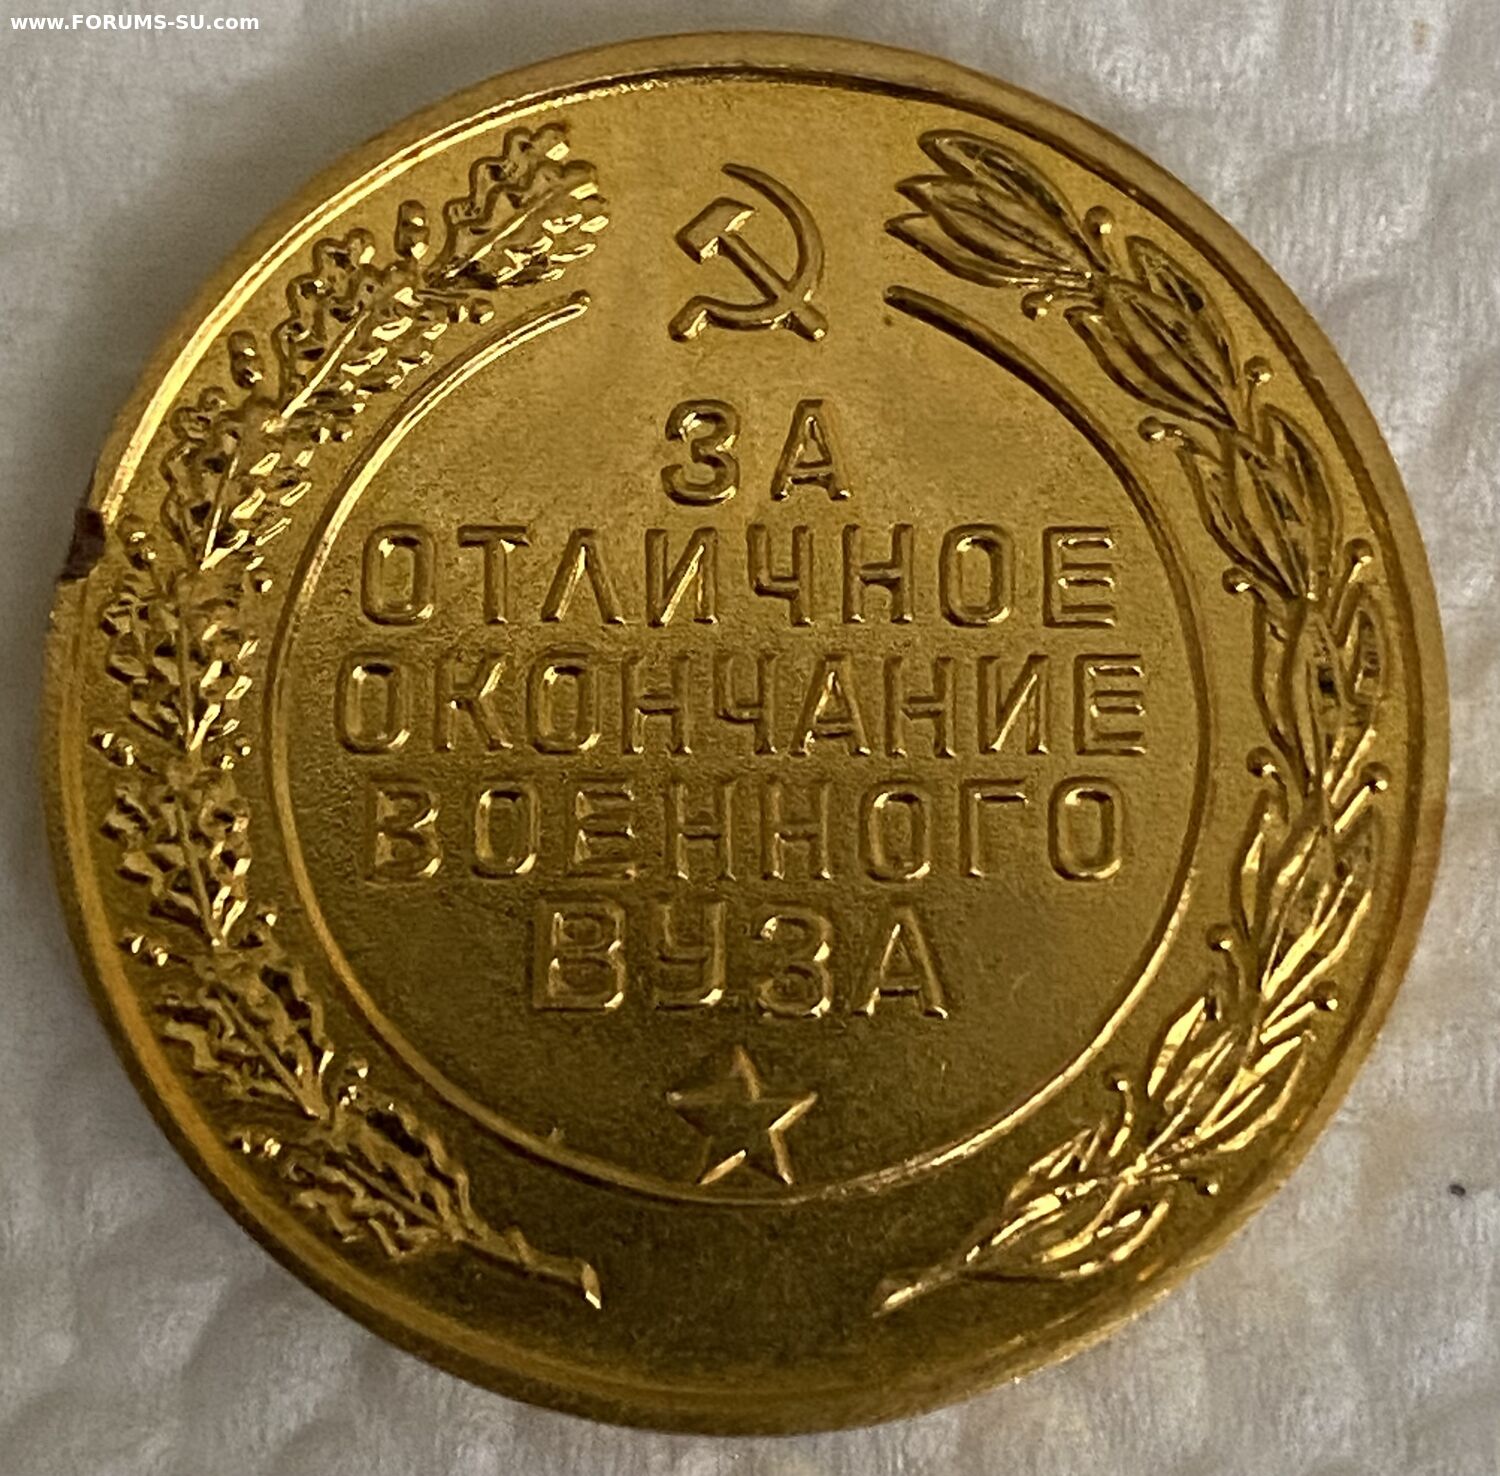 www.FORUMS-SU.com
ЗА
ОТЛИЧНОЕ
ОКОНЧАНИЕ
ВОЕННОГО
ВУЗА